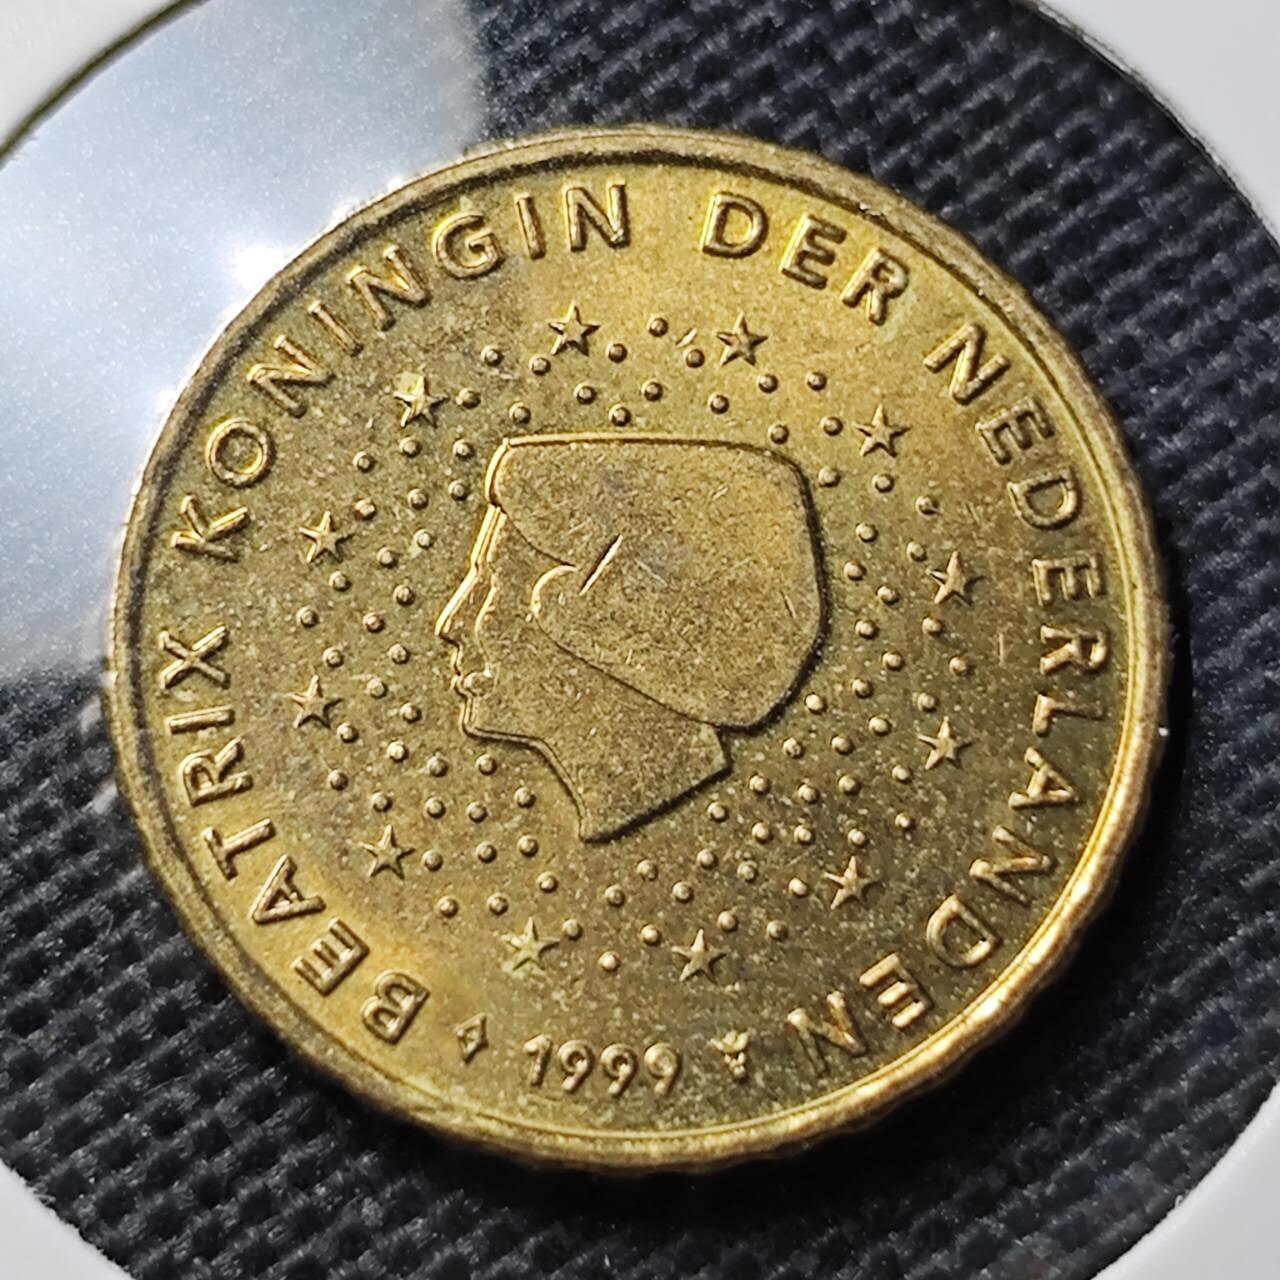 BEATRIX KONINGIN DER NEDERLANDEN
1999